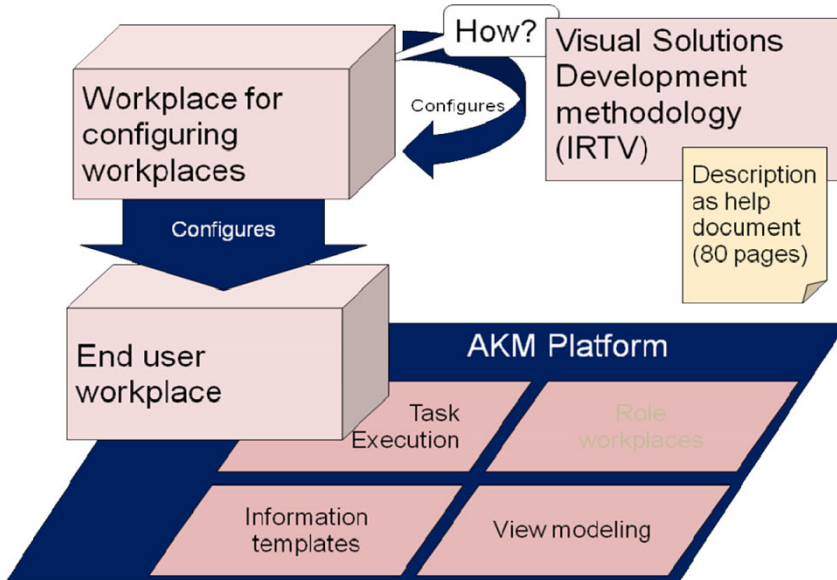 How?
Workplace for
configuring
workplaces
Configures
Visual Solutions
Development
methodology
(IRTV)
Description
as help
document
(80 pages)
Configures
End user
workplace
AKM Platform
Task
Execution
Role
workplaces
Information
templates
View modeling